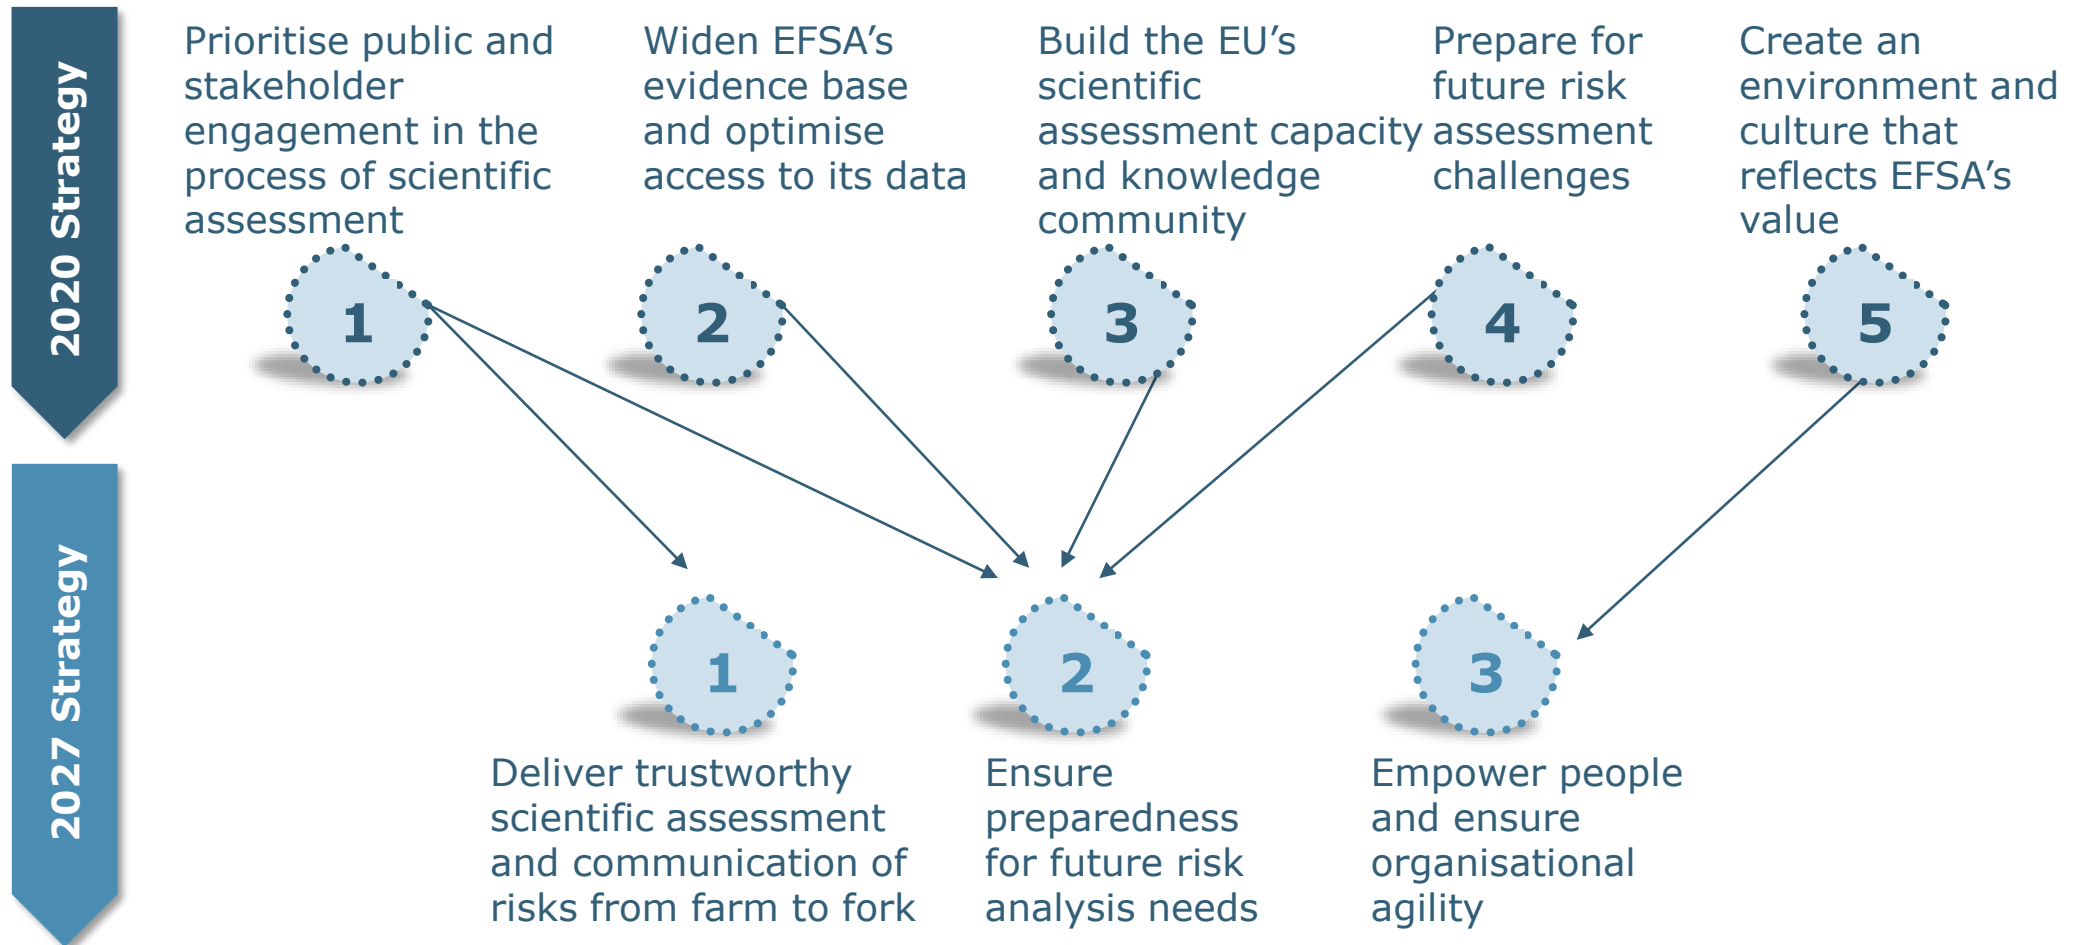 2020 Strategy
Prioritise public and
stakeholder
engagement in the
process of scientific
assessment
Widen EFSA’s
evidence base
and optimise
access to its data
Build the EU’s
scientific
assessment capacity
and knowledge
community
Prepare for
future risk
assessment
challenges
Create an
environment and
culture that
reflects EFSA’s
value
1
2
3
4
5
2027 Strategy
1
2
3
Deliver trustworthy
scientific assessment
and communication of
risks from farm to fork
Ensure
preparedness
for future risk
analysis needs
Empower people
and ensure
organisational
agility